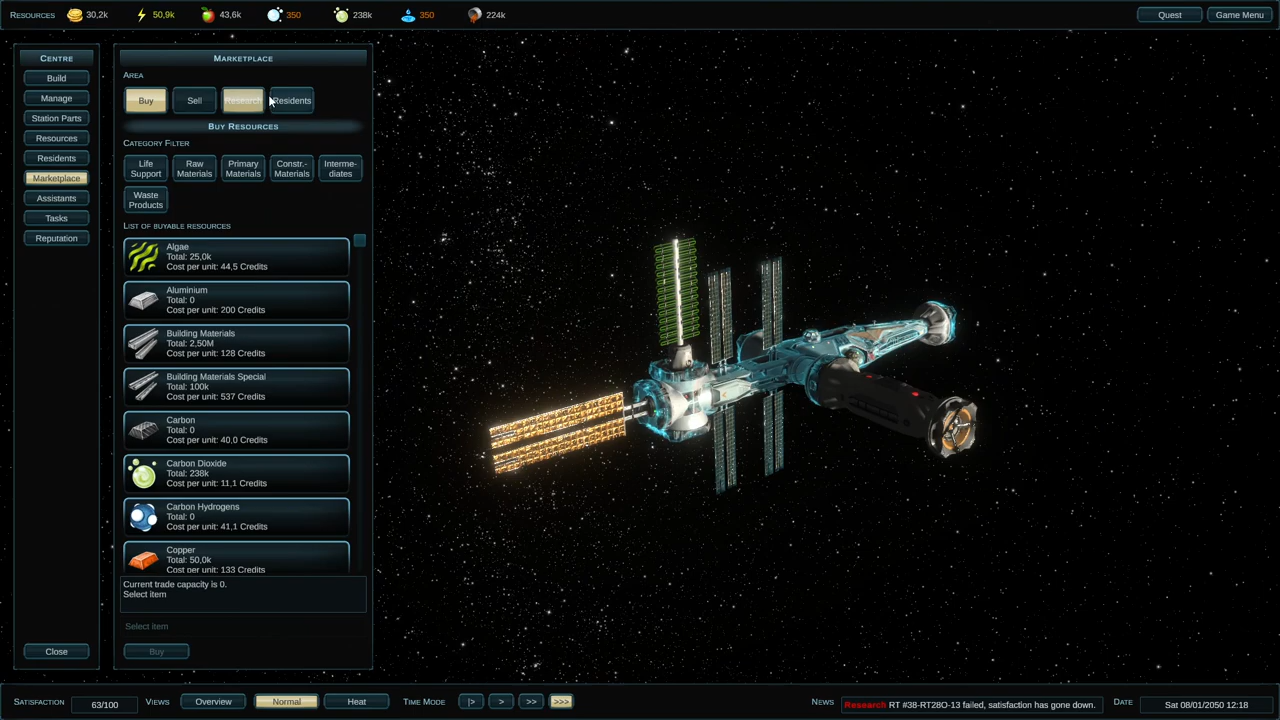 RESOURCES 30,2k 50,9k 43,6k 350 238k 350 224k Quest Game Menu
CENTRE
Build
Manage
Station Parts
Resources
Residents
Marketplace
Assistants
Tasks
Reputation
Close
MARKETPLACE
AREA
Buy Sell Research Residents
BUY RESOURCES
CATEGORY FILTER
Life Support Raw Materials Primary Materials Constr.-Materials Interme-diates
Waste Products
LIST OF BUYABLE RESOURCES
Algae
Total: 25,0k
Cost per unit: 44,5 Credits
Aluminium
Total: 0
Cost per unit: 200 Credits
Building Materials
Total: 2,50M
Cost per unit: 128 Credits
Building Materials Special
Total: 100k
Cost per unit: 537 Credits
Carbon
Total: 0
Cost per unit: 40,0 Credits
Carbon Dioxide
Total: 238k
Cost per unit: 11,1 Credits
Carbon Hydrogens
Total: 0
Cost per unit: 41,1 Credits
Copper
Total: 50,0k
Cost per unit: 133 Credits
Current trade capacity is 0.
Select item
Select item
Buy
SATISFACTION 63/100 VIEWS Overview Normal Heat TIME MODE |> > >> >>> NEWS Research RT #38-RT28O-13 failed, satisfaction has gone down. DATE Sat 08/01/2050 12:18